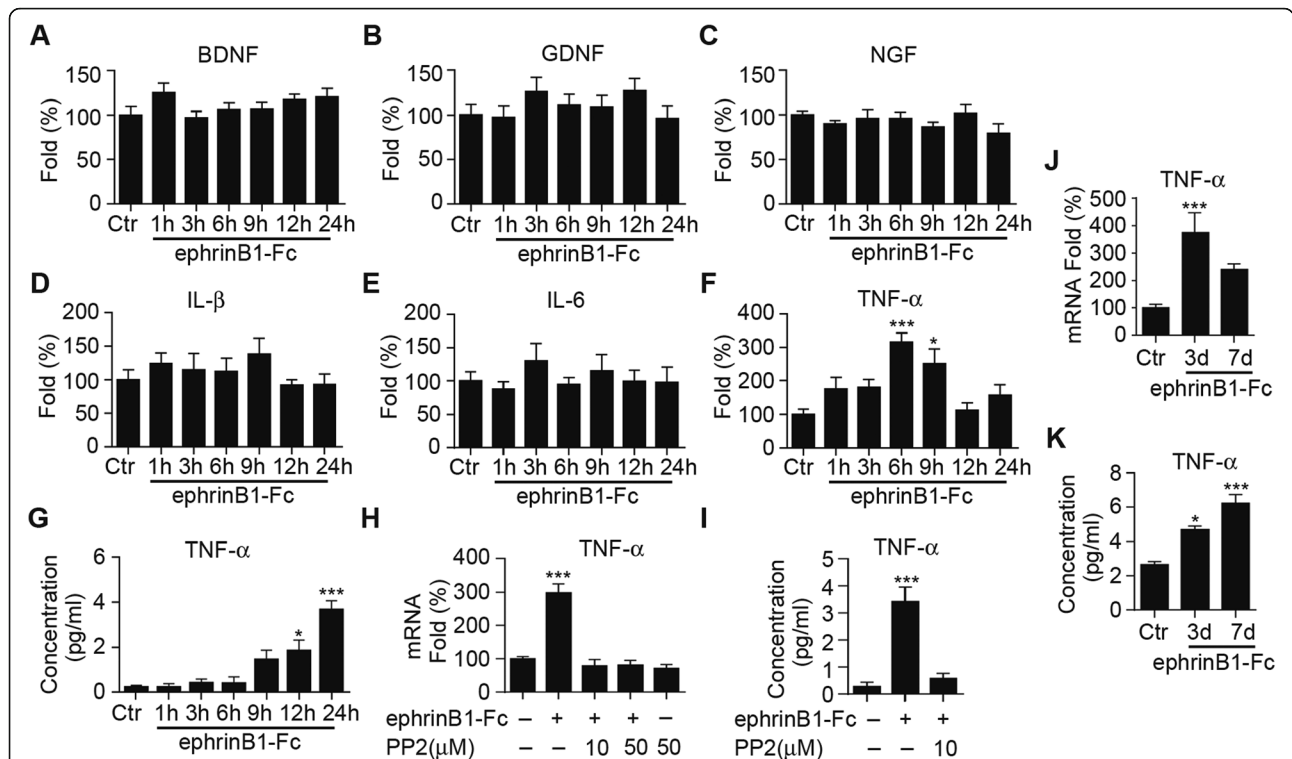 A
BDNF
Fold (%)
150
100
50
0
Ctr 1h 3h 6h 9h 12h 24h
ephrinB1-Fc
B
GDNF
Fold (%)
150
100
50
0
Ctr 1h 3h 6h 9h 12h 24h
ephrinB1-Fc
C
NGF
Fold (%)
150
100
50
0
Ctr 1h 3h 6h 9h 12h 24h
ephrinB1-Fc
D
IL-β
Fold (%)
200
150
100
50
0
Ctr 1h 3h 6h 9h 12h 24h
ephrinB1-Fc
E
IL-6
Fold (%)
200
150
100
50
0
Ctr 1h 3h 6h 9h 12h 24h
ephrinB1-Fc
F
TNF-α
Fold (%)
400
300
200
100
0
*** *
Ctr 1h 3h 6h 9h 12h 24h
ephrinB1-Fc
G
TNF-α
Concentration
(pg/ml)
6
4
2
0
* ***
Ctr 1h 3h 6h 9h 12h 24h
ephrinB1-Fc
H
TNF-α
mRNA
Fold (%)
400
300
200
100
0
***
ephrinB1-Fc – + + + –
PP2(μM) – – 10 50 50
I
TNF-α
Concentration
(pg/ml)
5
4
3
2
1
0
***
ephrinB1-Fc – + +
PP2(μM) – – 10
J
TNF-α
mRNA Fold (%)
500
400
300
200
100
0
***
Ctr 3d 7d
ephrinB1-Fc
K
TNF-α
Concentration
(pg/ml)
8
6
4
2
0
* ***
Ctr 3d 7d
ephrinB1-Fc